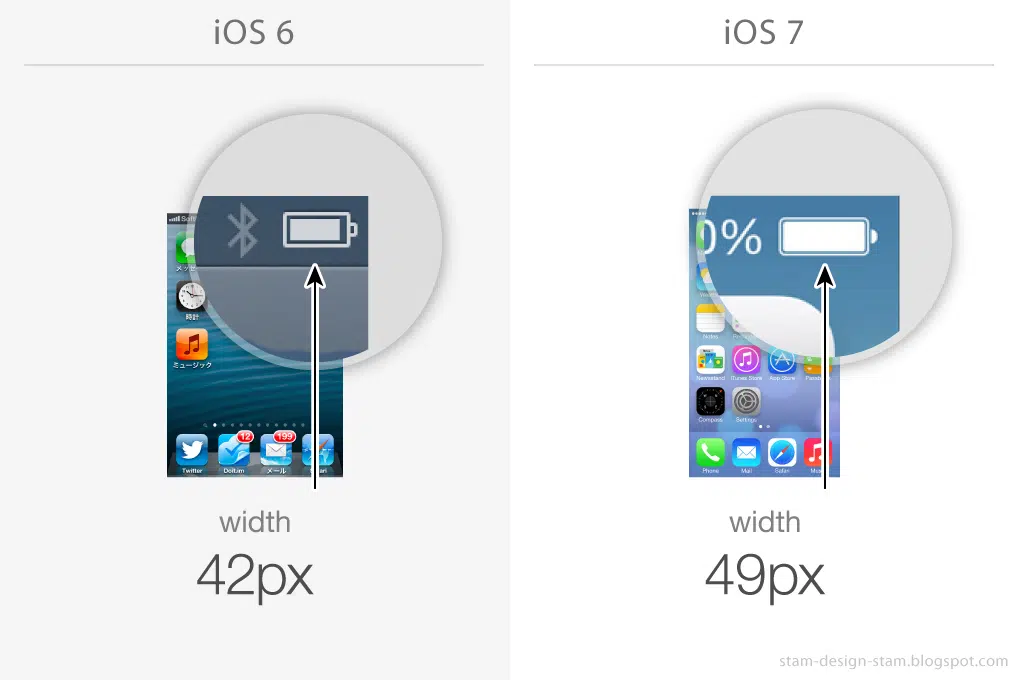 iOS 6
メッセ
時計
ミュージック
12
199
Twitter
Doit.im
メール
width
42px
iOS 7
0%
Notes
Newsstand
iTunes Store
App Store
Compass
Settings
Phone
Mail
Safari
width
49px
stam-design-stam.blogspot.com